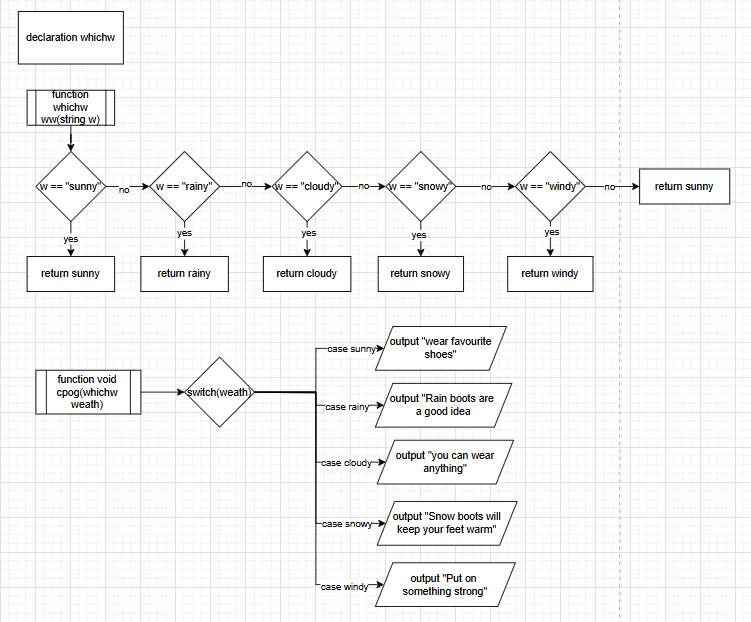 declaration whichw
function
whichw
ww(string w)
w == "sunny"
no
w == "rainy"
no
w == "cloudy"
no
w == "snowy"
no
w == "windy"
no
return sunny
yes
yes
yes
yes
yes
return sunny
return rainy
return cloudy
return snowy
return windy
function void
cpog(whichw
weath)
switch(weath)
case sunny
output "wear favourite
shoes"
case rainy
output "Rain boots are
a good idea
case cloudy
output "you can wear
anything"
case snowy
output "Snow boots will
keep your feet warm"
case windy
output "Put on
something strong"